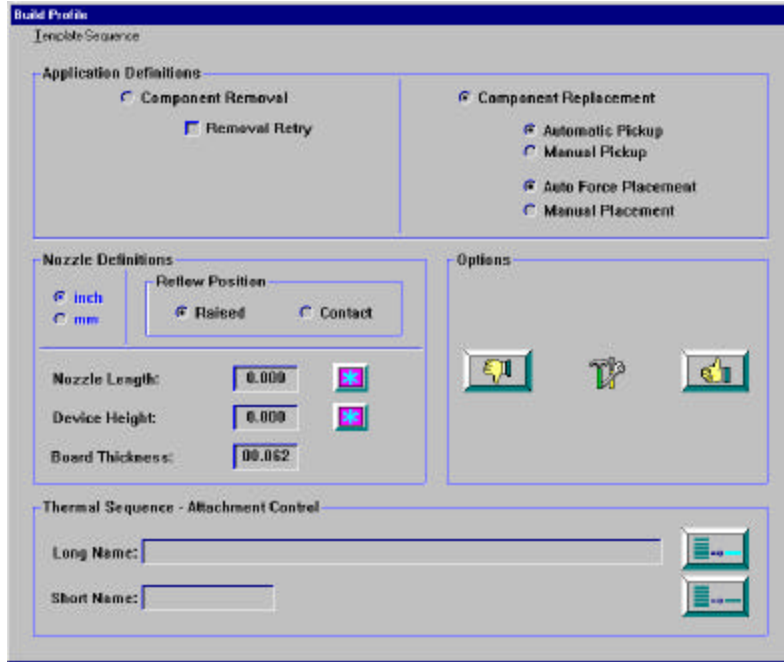 Build Profile
Template Sequence
Application Definitions
Component Removal
Removal Retry
Component Replacement
Automatic Pickup
Manual Pickup
Auto Force Placement
Manual Placement
Nozzle Definitions
inch
mm
Reflow Position
Raised
Contact
Nozzle Length: 0.000
Device Height: 0.000
Board Thickness: 00.062
Options
Thermal Sequence - Attachment Control
Long Name:
Short Name: